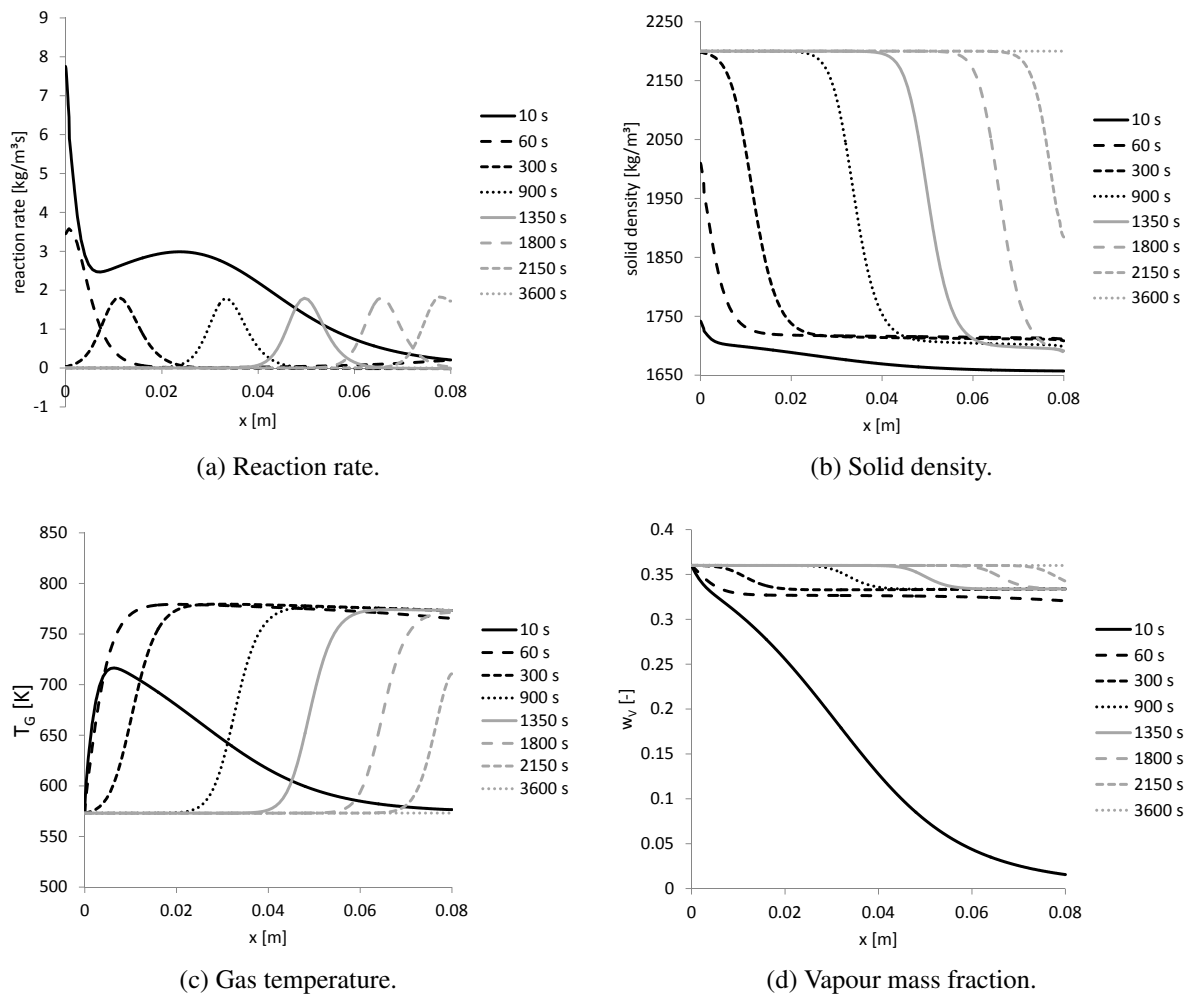 9
8
7
6
5
4
3
2
1
0
-1
reaction rate [kg/m³s]
0
0.02
0.04
0.06
0.08
x [m]
10 s
60 s
300 s
900 s
1350 s
1800 s
2150 s
3600 s
(a) Reaction rate.
2250
2150
2050
1950
1850
1750
1650
solid density [kg/m³]
0
0.02
0.04
0.06
0.08
x [m]
10 s
60 s
300 s
900 s
1350 s
1800 s
2150 s
3600 s
(b) Solid density.
850
800
750
700
650
600
550
500
T_G [K]
0
0.02
0.04
0.06
0.08
x [m]
10 s
60 s
300 s
900 s
1350 s
1800 s
2150 s
3600 s
(c) Gas temperature.
0.4
0.35
0.3
0.25
0.2
0.15
0.1
0.05
0
w_V [-]
0
0.02
0.04
0.06
0.08
x [m]
10 s
60 s
300 s
900 s
1350 s
1800 s
2150 s
3600 s
(d) Vapour mass fraction.